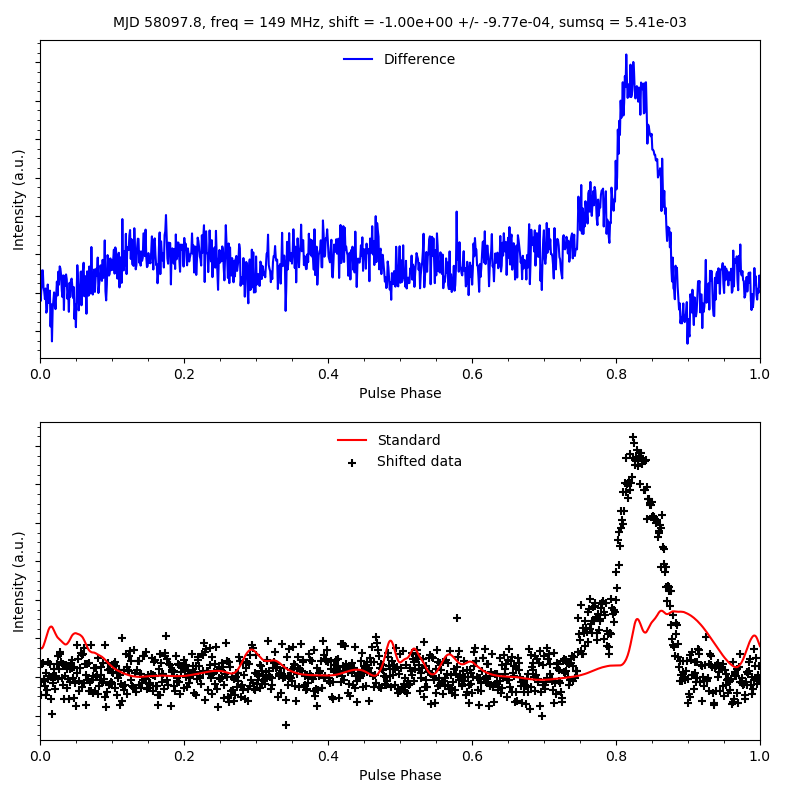 MJD 58097.8, freq = 149 MHz, shift = -1.00e+00 +/- -9.77e-04, sumsq = 5.41e-03
Difference
Intensity (a.u.)
0.0 0.2 0.4 0.6 0.8 1.0
Pulse Phase
Standard
Shifted data
Intensity (a.u.)
0.0 0.2 0.4 0.6 0.8 1.0
Pulse Phase